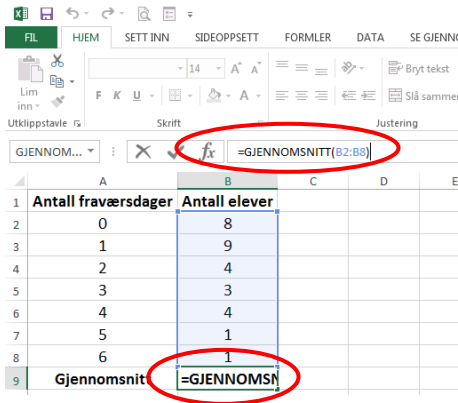 FIL HJEM SETT INN SIDEOPPSETT FORMLER DATA SE GJENNO
14 A A Bryt tekst
Lim inn F K U A Slå sammen
Utklippstavle Skrift Justering
GJENNOM... fx =GJENNOMSNITT(B2:B8)
A B C D E
1 Antall fraværsdager Antall elever
2 0 8
3 1 9
4 2 4
5 3 3
6 4 4
7 5 1
8 6 1
9 Gjennomsnitt =GJENNOMSN